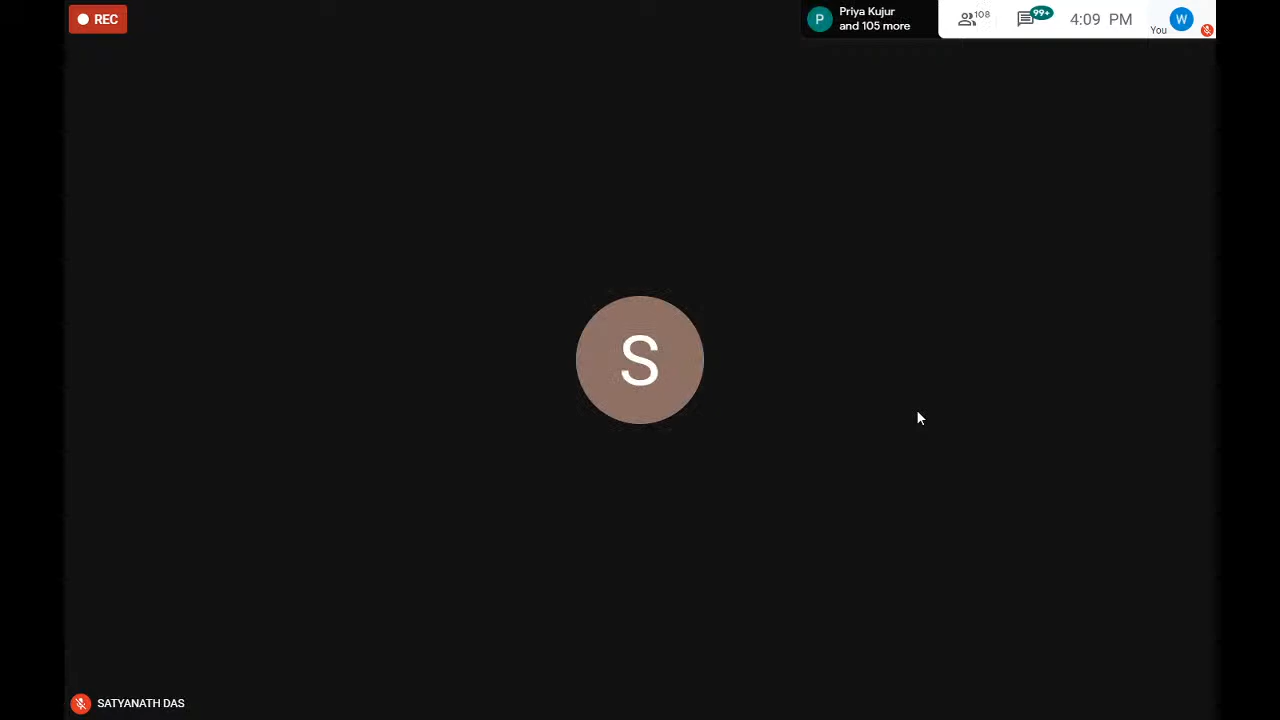 REC
P
Priya Kujur
and 105 more
108
99+
4:09 PM
You
W
S
SATYANATH DAS